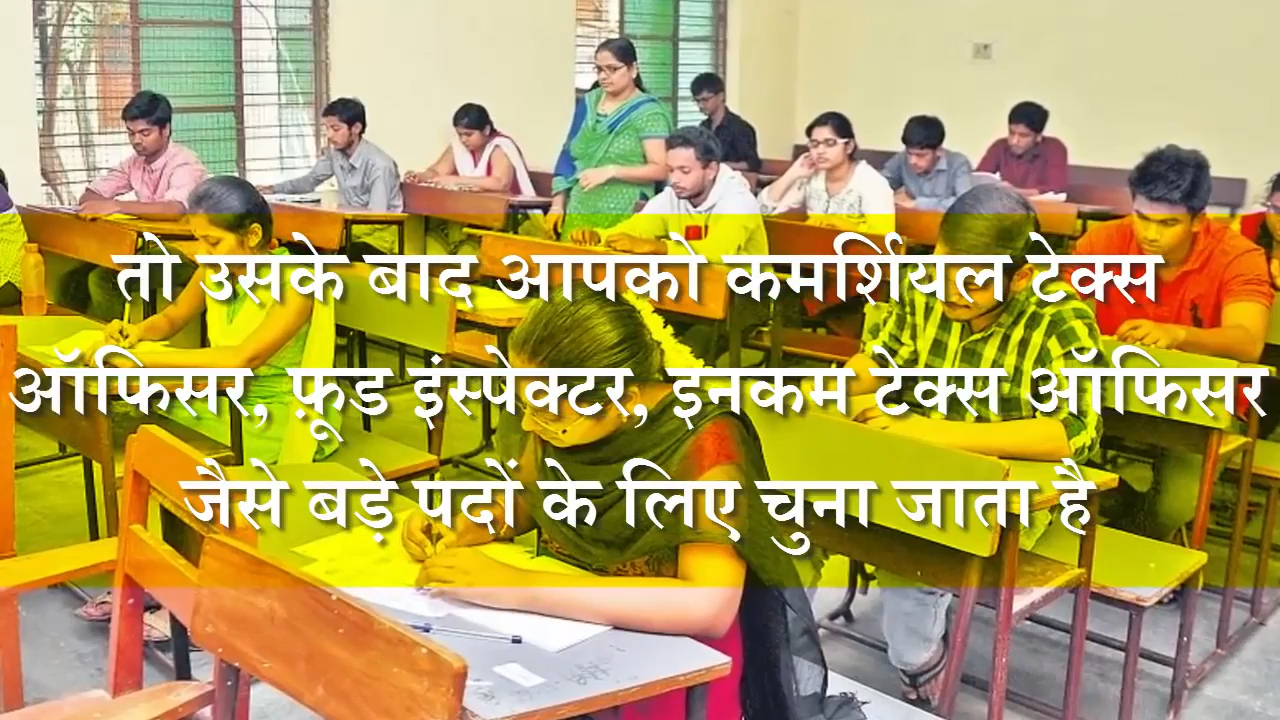 तो उसके बाद आपको कमर्शियल टेक्स
ऑफिसर, फ़ूड इंस्पेक्टर, इनकम टेक्स ऑफिसर
जैसे बड़े पदों के लिए चुना जाता है